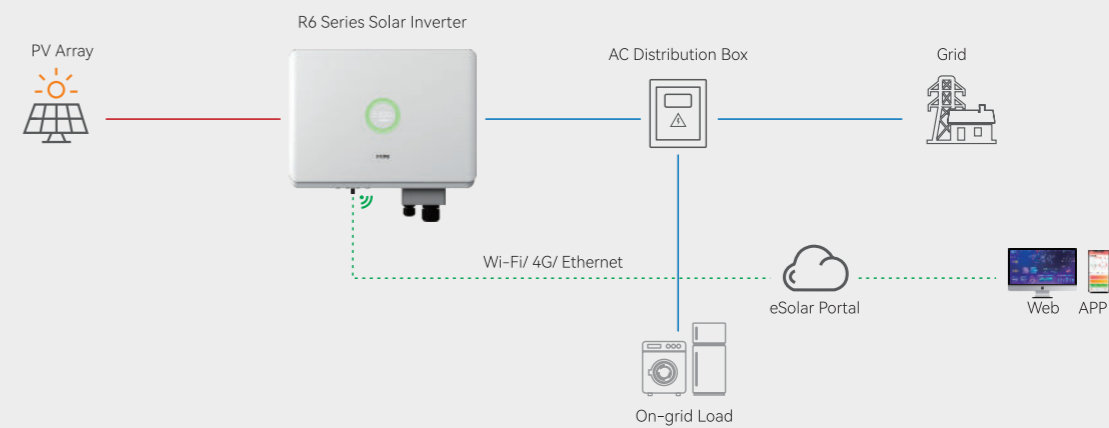 R6 Series Solar Inverter
PV Array
AC Distribution Box
Grid
Wi-Fi/ 4G/ Ethernet
eSolar Portal
Web
APP
On-grid Load